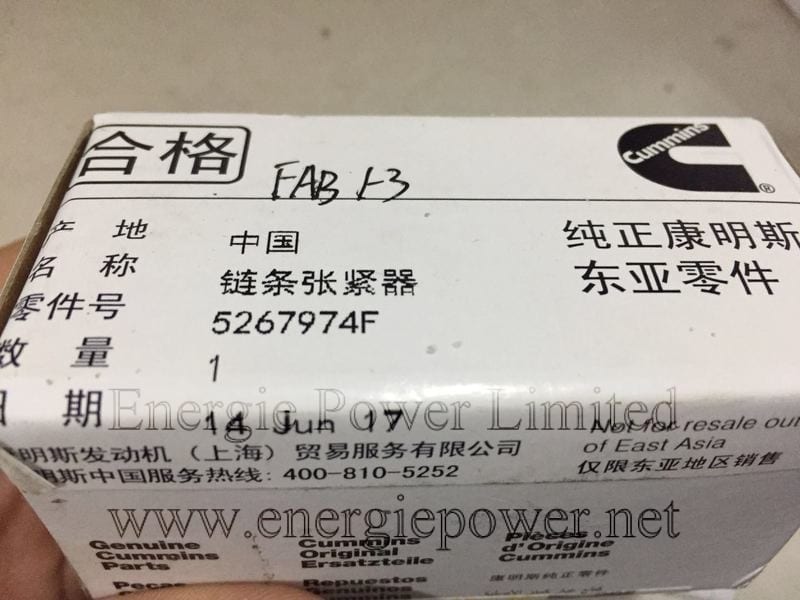 合格
FAB 1-3
Cummins
®
产 地 中国
名 称 链条张紧器
零件号 5267974F
数 量 1
日 期 14 Jun 17
纯正康明斯
东亚零件
Energie Power Limited
Not for resale out
of East Asia
仅限东亚地区销售
明斯发动机（上海）贸易服务有限公司
明斯中国服务热线: 400-810-5252
www.energiepower.net
Genuine
Cummins
Parts
Cummins
Original
Ersatzteile
Pièces
d'Origine
Cummins
Pecas
Repuestos
Genuinos
康明斯纯正零件